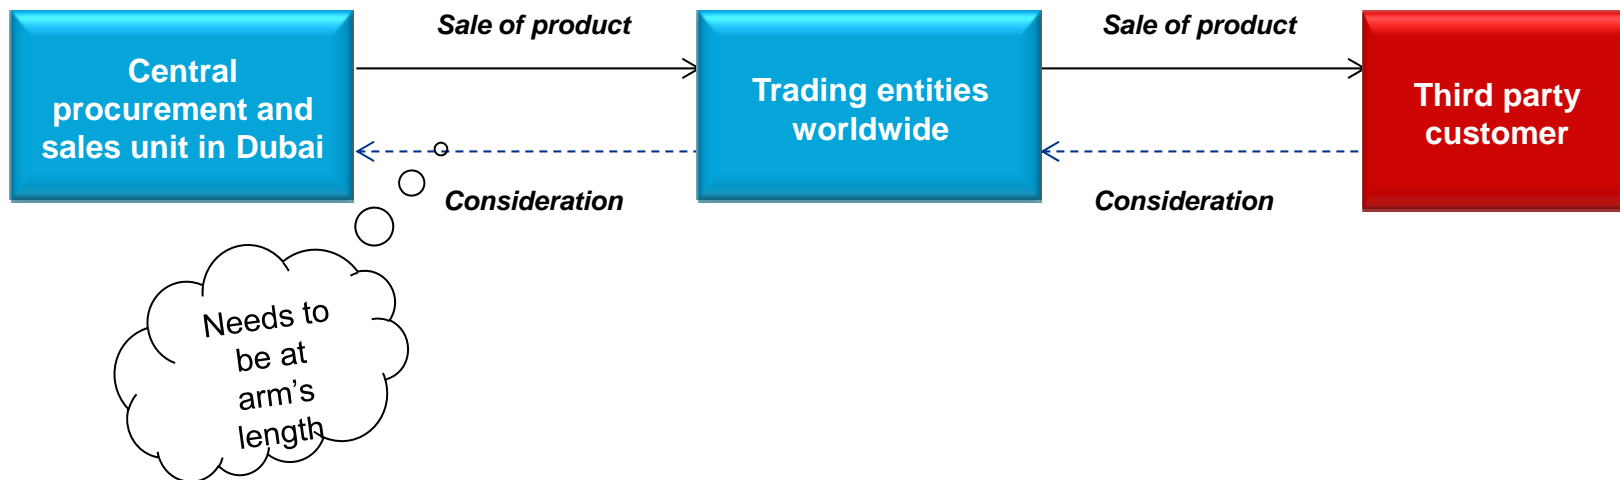 Sale of product
Sale of product
Central
procurement and
sales unit in Dubai
Trading entities
worldwide
Third party
customer
Consideration
Consideration
Needs to
be at
arm’s
length